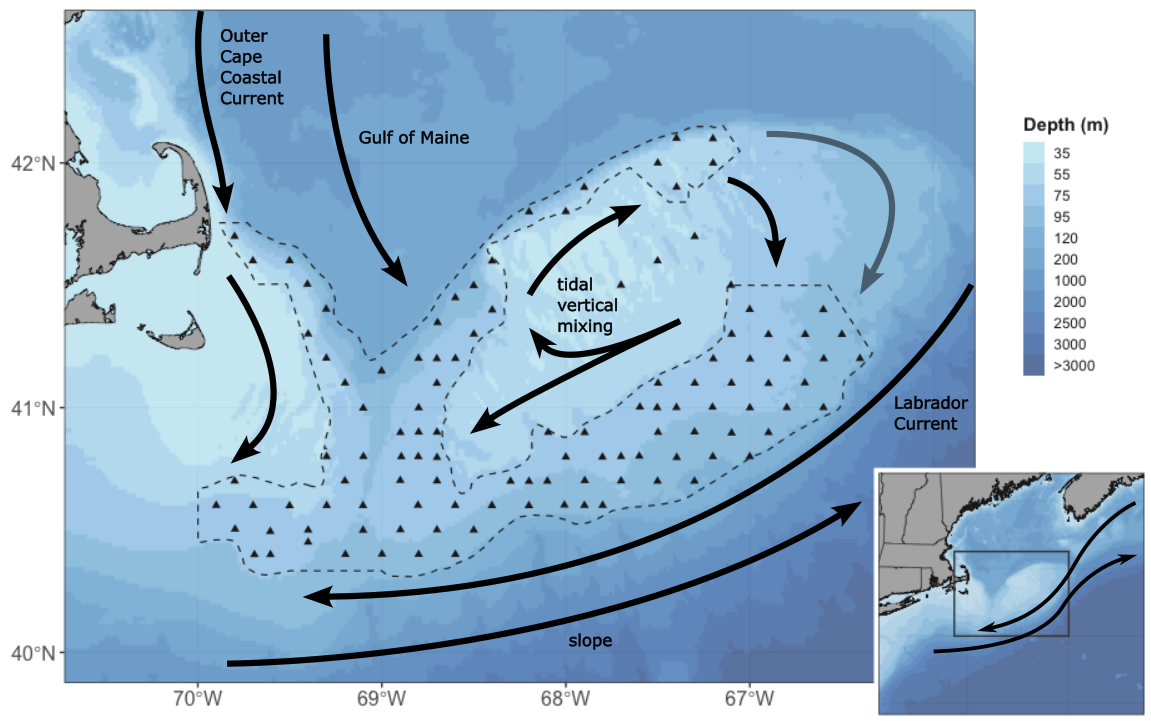 Outer
Cape
Coastal
Current
Gulf of Maine
tidal
vertical
mixing
Labrador
Current
slope
42°N
41°N
40°N
70°W
69°W
68°W
67°W
Depth (m)
35
55
75
95
120
200
1000
2000
2500
3000
>3000